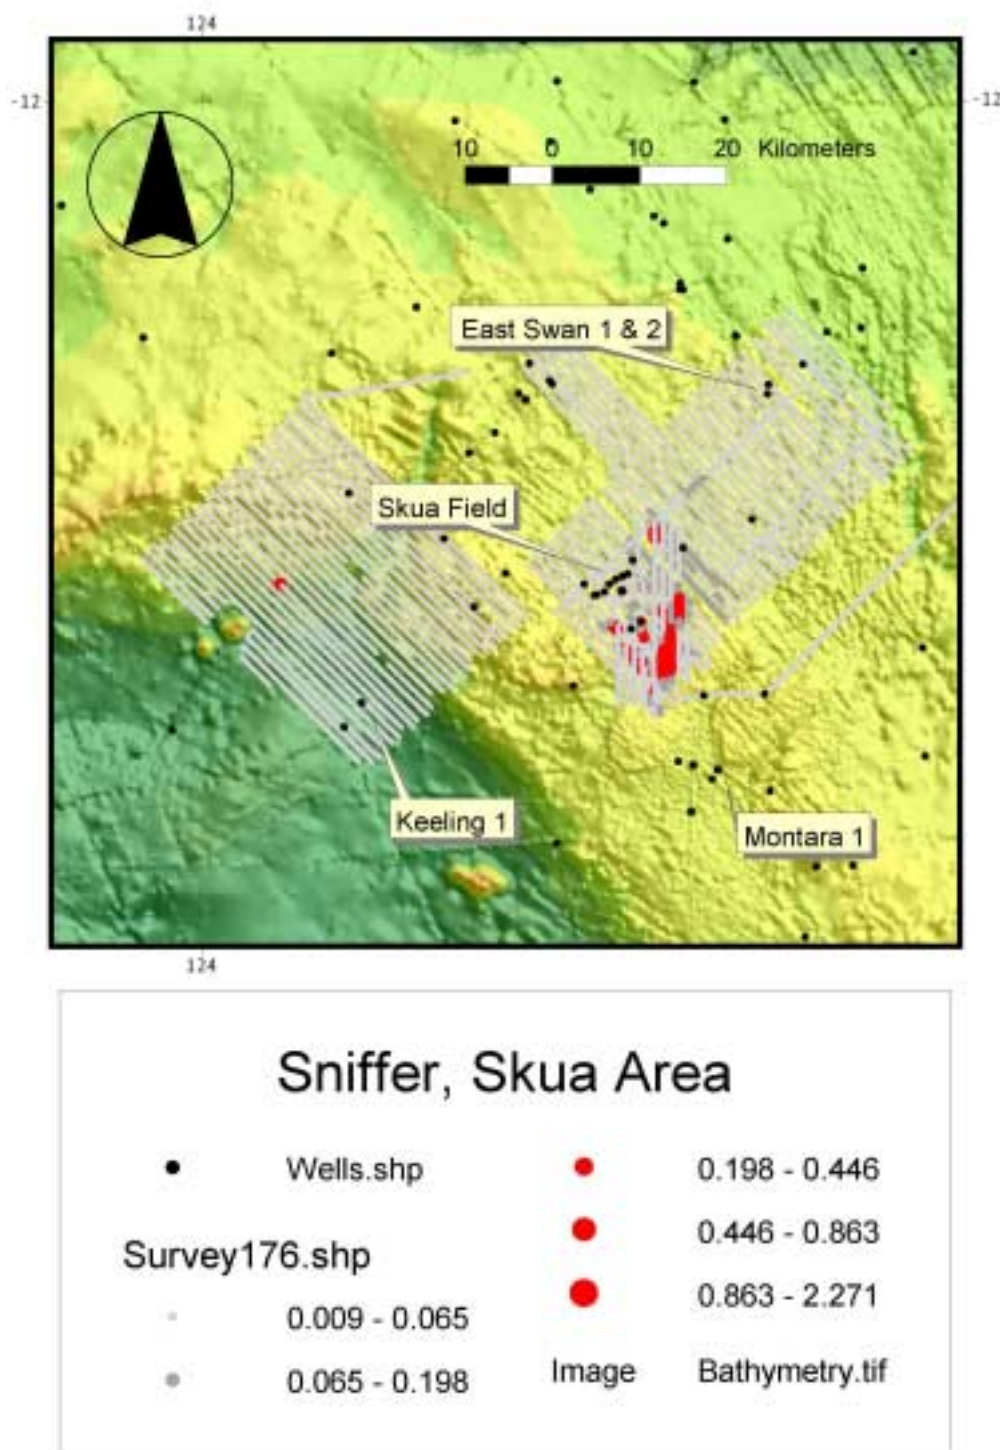 124
-12
-12
10 0 10 20 Kilometers
East Swan 1 & 2
Skua Field
Keeling 1
Montara 1
124
Sniffer, Skua Area
Wells.shp
Survey176.shp
0.009 - 0.065
0.065 - 0.198
0.198 - 0.446
0.446 - 0.863
0.863 - 2.271
Image Bathymetry.tif